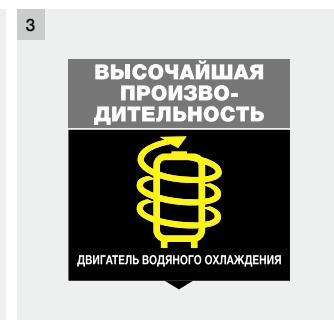 3
ВЫСОЧАЙШАЯ
ПРОИЗВО-
ДИТЕЛЬНОСТЬ
ДВИГАТЕЛЬ ВОДЯНОГО ОХЛАЖДЕНИЯ